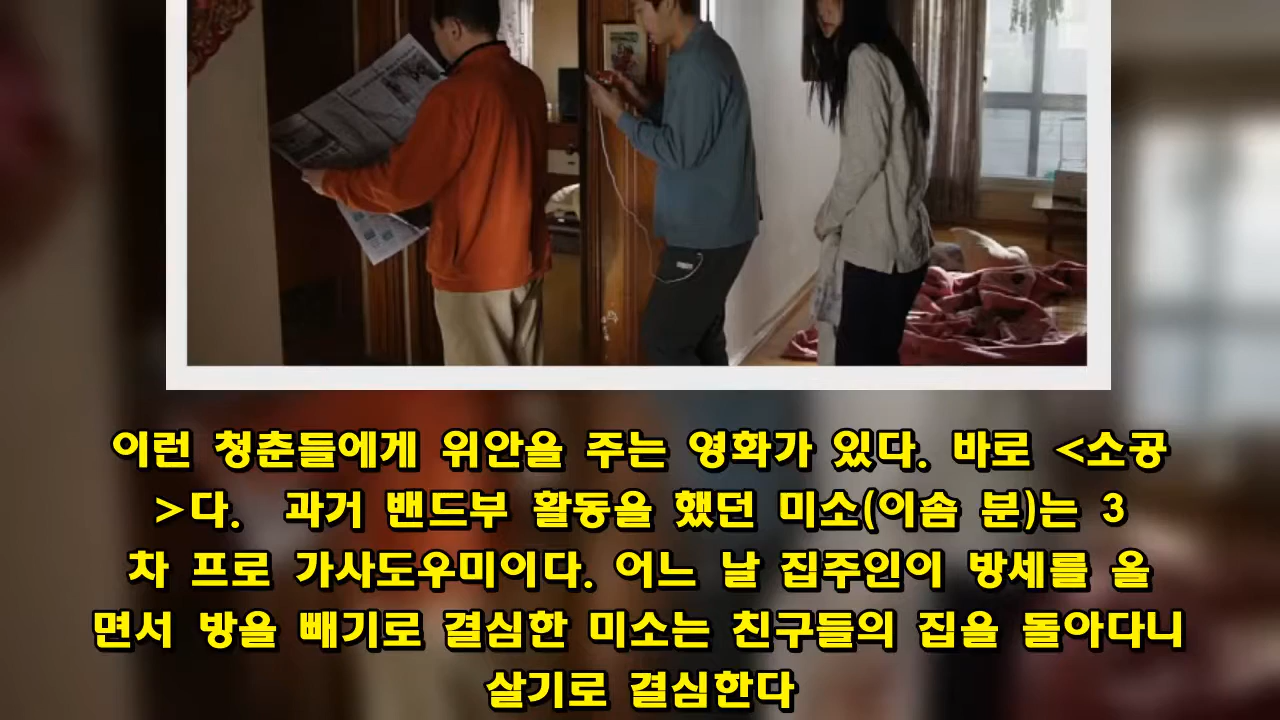 이런 청춘들에게 위안을 주는 영화가 있다. 바로 <소공
>다. 과거 밴드부 활동을 했던 미소(이솜 분)는 3
차 프로 가사도우미이다. 어느 날 집주인이 방세를 올
면서 방을 빼기로 결심한 미소는 친구들의 집을 돌아다니
살기로 결심한다